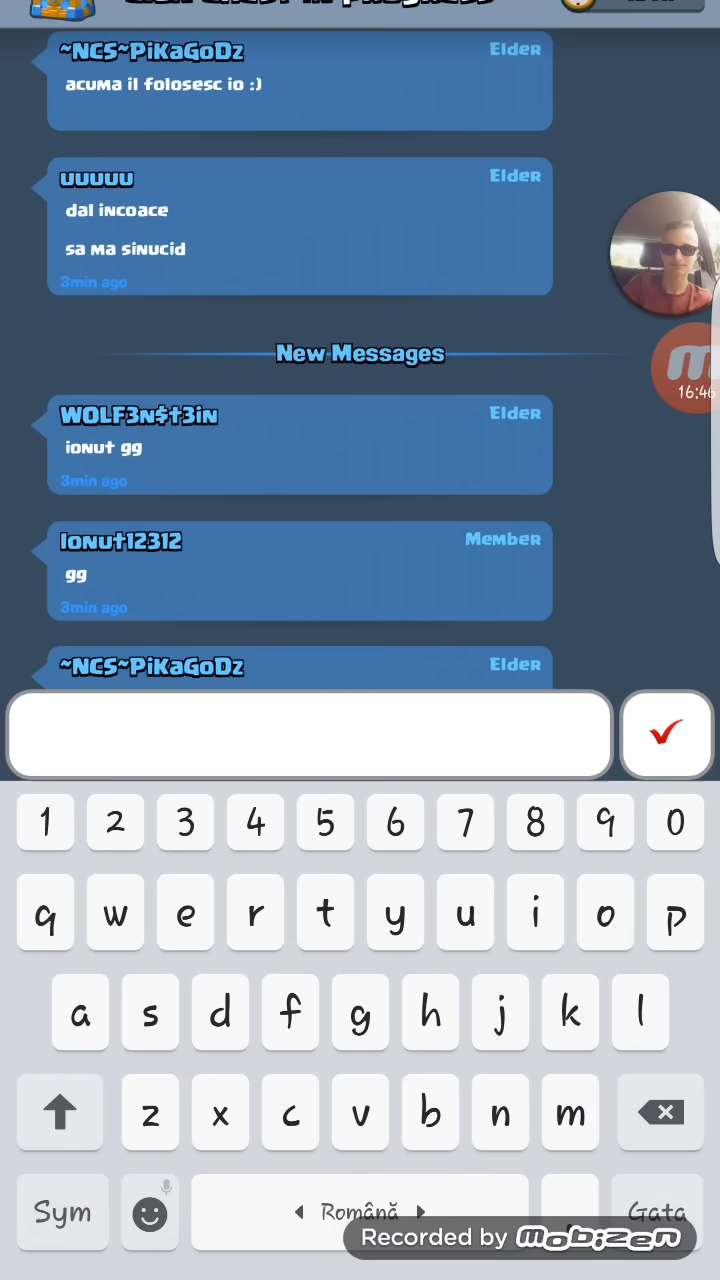 ~NCS~PiKaGoDz Elder
acuma il folosesc io :)
uuuuu Elder
dal incoace
sa ma sinucid
3min ago
New Messages
WOLF3n$t3in Elder
ionut gg
3min ago
Ionut12312 Member
gg
3min ago
~NCS~PiKaGoDz Elder
16:46
1 2 3 4 5 6 7 8 9 0
q w e r t y u i o p
a s d f g h j k l
z x c v b n m
Sym Română Gata
Recorded by mobizen